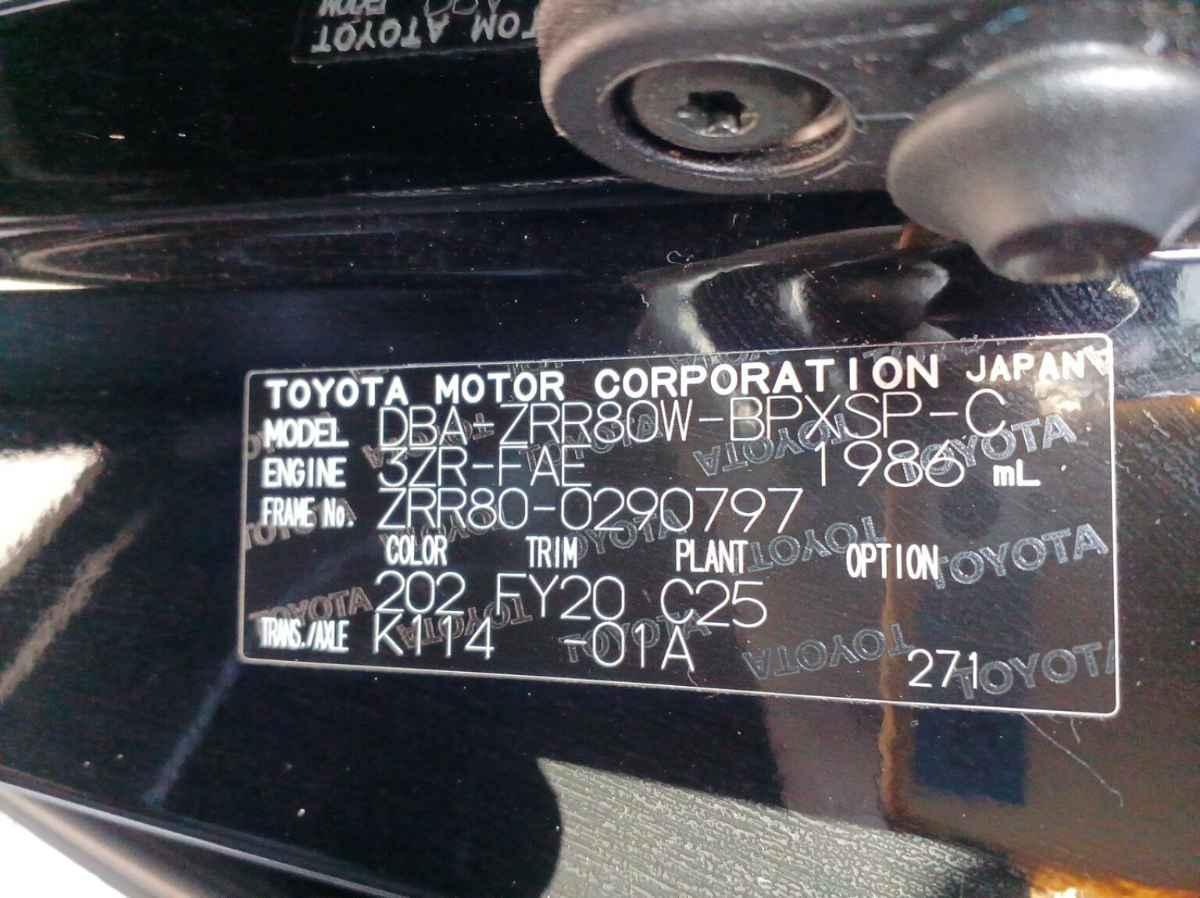 TOYOTA MOTOR CORPORATION JAPAN
MODEL DBA-ZRR80W-BPXSP-C
ENGINE 3ZR-FAE 1986 mL
FRAME No. ZRR80-0290797
COLOR TRIM PLANT OPTION
202 FY20 C25
TRANS./AXLE K114 -01A
271